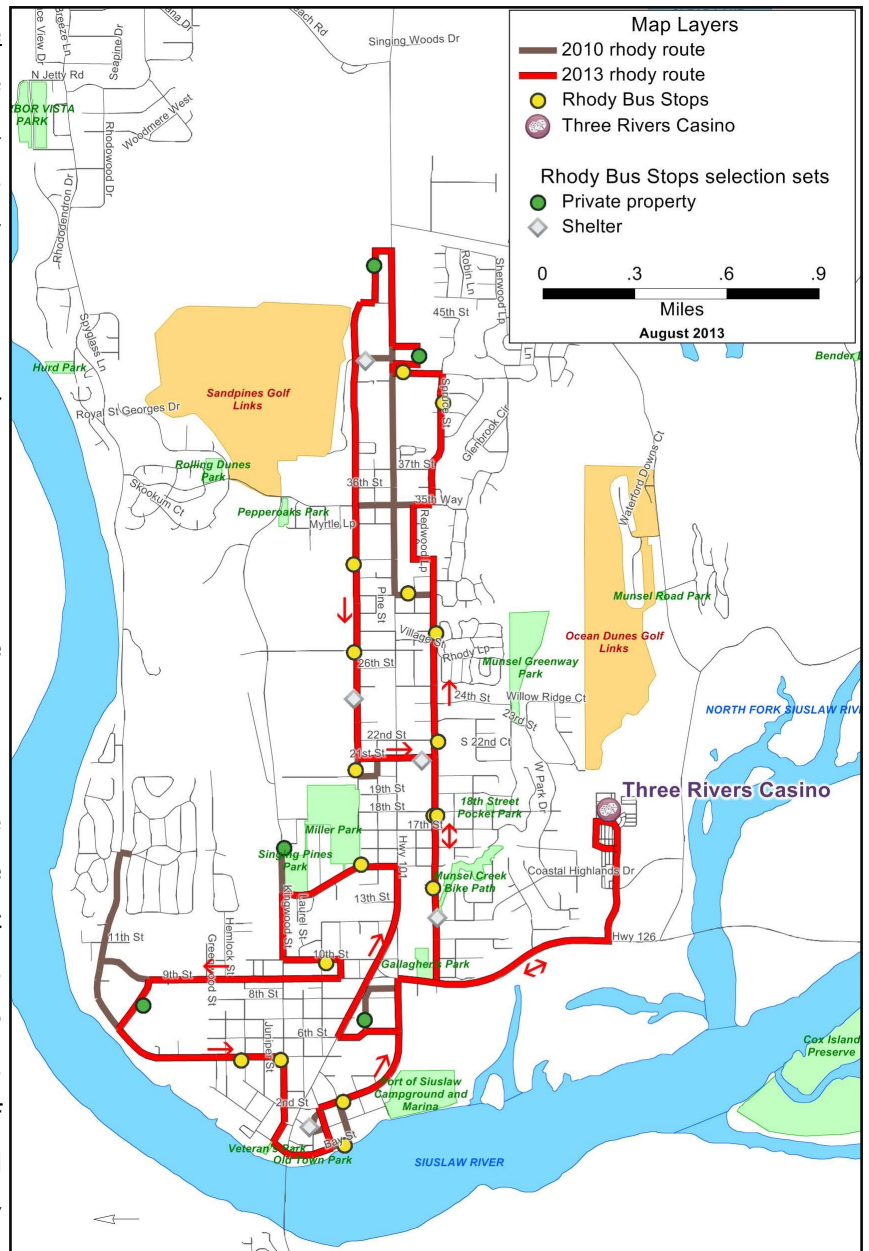 Map Layers
2010 rhody route
2013 rhody route
Rhody Bus Stops
Three Rivers Casino
Rhody Bus Stops selection sets
Private property
Shelter
0 .3 .6 .9
Miles
August 2013
Singing Woods Dr
Breeze Ln
Seapine Dr
N Jetty Rd
PARK
Woodmere West
Rhodowood Dr
Rhododendron Dr
Robin Ln
Sherwood Lp
45th St
Ln
Spyglass Ln
Hurd Park
Royal St Georges Dr
Sandpines Golf
Links
Spruce St
Glenbrook Cir
Rolling Dunes
Park
Skookum Ct
37th St
36th St
35th Way
Waterford Downs Ct
Pepperoaks Park
Myrtle Lp
Redwood Lp
Pine St
Munsel Road Park
Village St
Rhody Lp
26th St
Munsel Greenway
Park
Ocean Dunes Golf
Links
24th St
Willow Ridge Ct
23rd St
NORTH FORK SIUSLAW
22nd St
S 22nd Ct
21st St
W Park Dr
19th St
18th St
18th Street
Pocket Park
17th St
Three Rivers Casino
Miller Park
Singing Pines
Park
Hwy 101
Munsel Creek
Bike Path
Coastal Highlands Dr
Kingwood St
Laurel St
13th St
11th St
Hemlock St
Greenwood St
10th St
Gallagher's Park
Hwy 126
9th St
8th St
6th St
Juniper St
Cox Island
Preserve
Port of Siuslaw
Campground and
Marina
2nd St
Bay St
Veteran's Park
Old Town Park
SIUSLAW RIVER